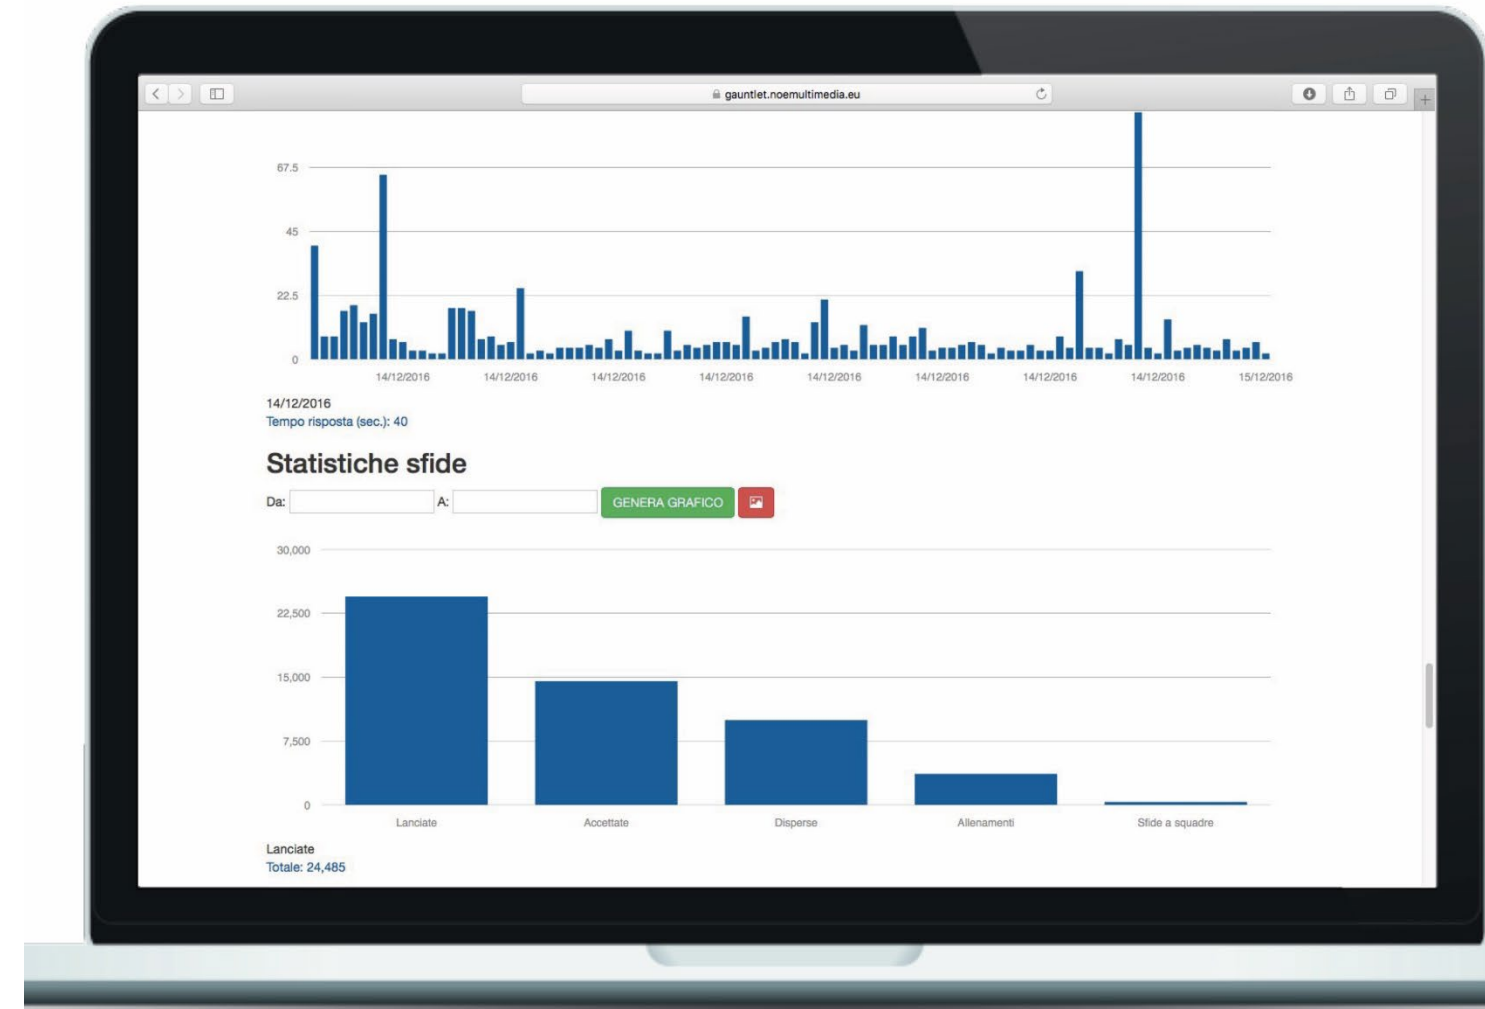 gauntlet.noemultimedia.eu
67.5
45
22.5
0
14/12/2016 14/12/2016 14/12/2016 14/12/2016 14/12/2016 14/12/2016 14/12/2016 14/12/2016 15/12/2016
14/12/2016
Tempo risposta (sec.): 40
Statistiche sfide
Da: A: GENERA GRAFICO
30,000
22,500
15,000
7,500
0
Lanciate Accettate Disperse Allenamenti Sfide a squadre
Lanciate
Totale: 24,485